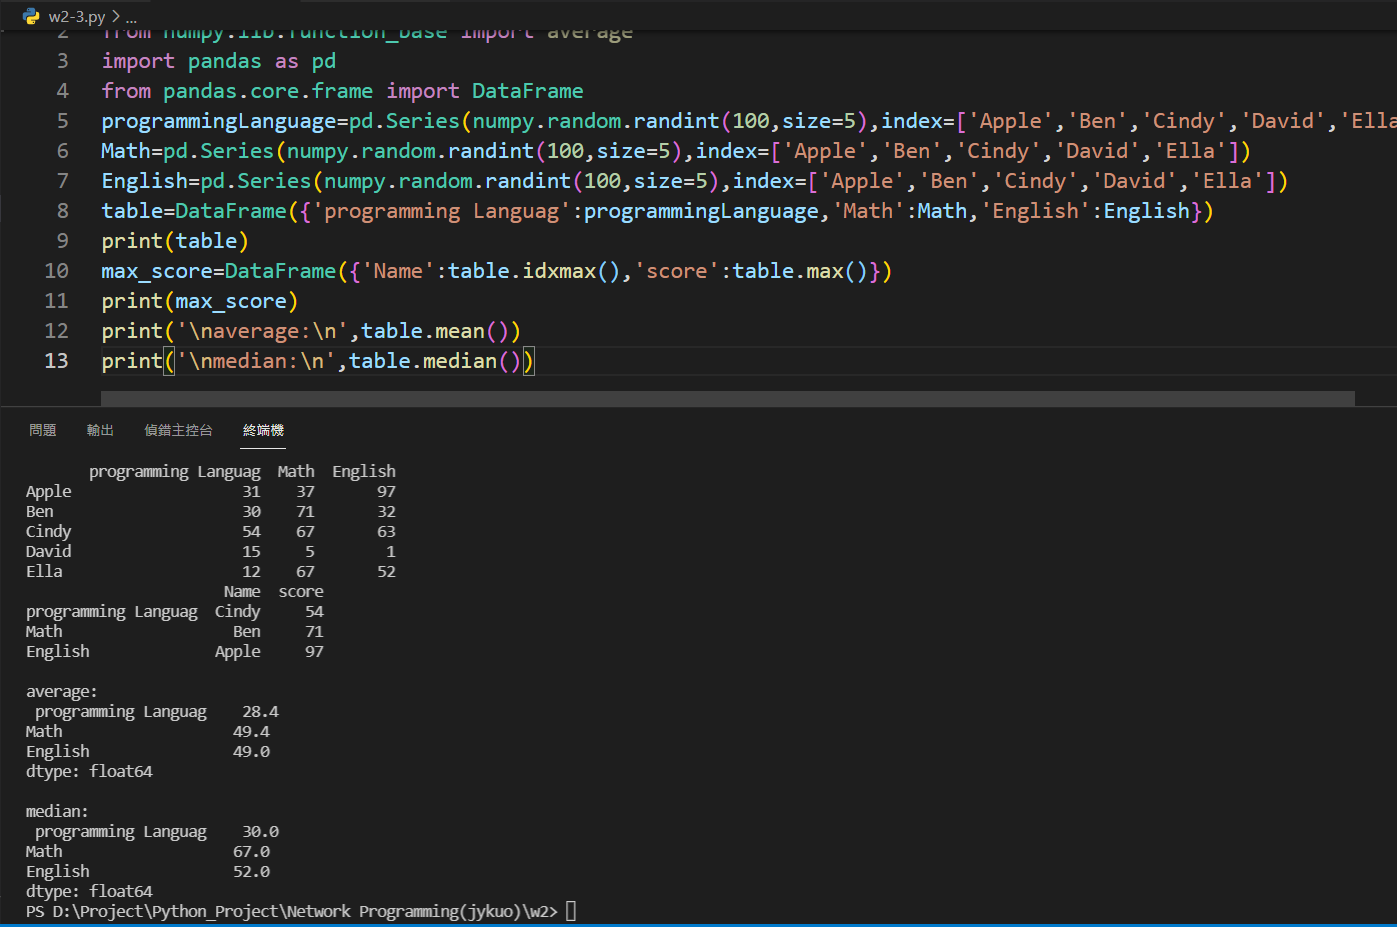 w2-3.py > ...
2 from numpy.lib.function_base import average
3 import pandas as pd
4 from pandas.core.frame import DataFrame
5 programmingLanguage=pd.Series(numpy.random.randint(100,size=5),index=['Apple','Ben','Cindy','David','Ella
6 Math=pd.Series(numpy.random.randint(100,size=5),index=['Apple','Ben','Cindy','David','Ella'])
7 English=pd.Series(numpy.random.randint(100,size=5),index=['Apple','Ben','Cindy','David','Ella'])
8 table=DataFrame({'programming Languag':programmingLanguage,'Math':Math,'English':English})
9 print(table)
10 max_score=DataFrame({'Name':table.idxmax(),'score':table.max()})
11 print(max_score)
12 print('\naverage:\n',table.mean())
13 print('\nmedian:\n',table.median())
問題 輸出 偵錯主控台 終端機
programming Languag Math English
Apple 31 37 97
Ben 30 71 32
Cindy 54 67 63
David 15 5 1
Ella 12 67 52
Name score
programming Languag Cindy 54
Math Ben 71
English Apple 97
average:
programming Languag 28.4
Math 49.4
English 49.0
dtype: float64
median:
programming Languag 30.0
Math 67.0
English 52.0
dtype: float64
PS D:\Project\Python_Project\Network Programming(jykuo)\w2>